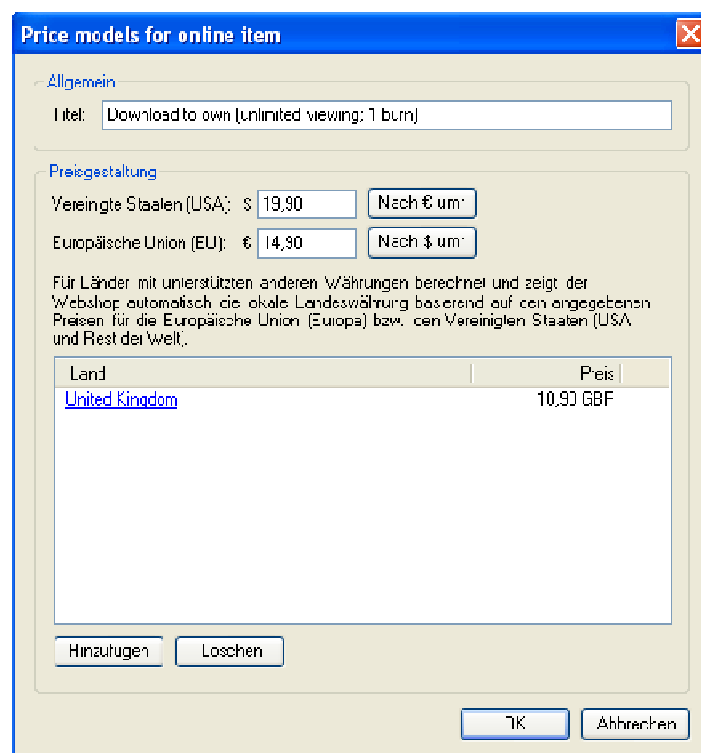 Price models for online item
Allgemein
Titel: Download to own (unlimited viewing; 1 burn)
Preisgestaltung
Vereinigte Staaten (USA): $ 19,90 Nach € um
Europäische Union (EU): € 14,90 Nach $ um
Für Länder mit unterstützten anderen Währungen berechnet und zeigt der
Webshop automatisch die lokale Landeswährung basierend auf den angegebenen
Preisen für die Europäische Union (Europa) bzw. den Vereinigten Staaten (USA
und Rest der Welt).
Land Preis
United Kingdom 10,90 GBP
Hinzufügen Löschen
OK Abbrechen